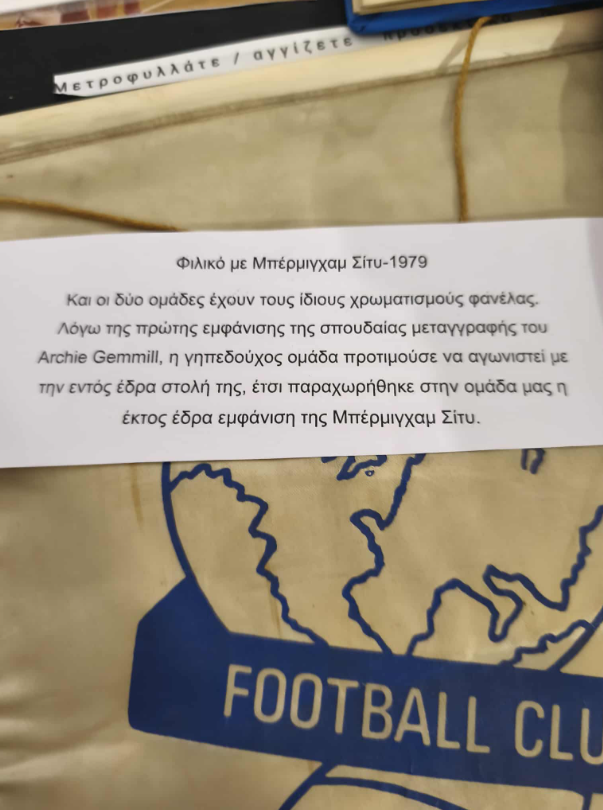 Μετροφυλλάτε / αγγίζετε προσεκτικά
Φιλικό με Μπέρμιγχαμ Σίτυ-1979
Και οι δύο ομάδες έχουν τους ίδιους χρωματισμούς φανέλας.
Λόγω της πρώτης εμφάνισης της σπουδαίας μεταγγραφής του
Archie Gemmill, η γηπεδούχος ομάδα προτιμούσε να αγωνιστεί με
την εντός έδρα στολή της, έτσι παραχωρήθηκε στην ομάδα μας η
έκτος έδρα εμφάνιση της Μπέρμιγχαμ Σίτυ.
FOOTBALL CLU